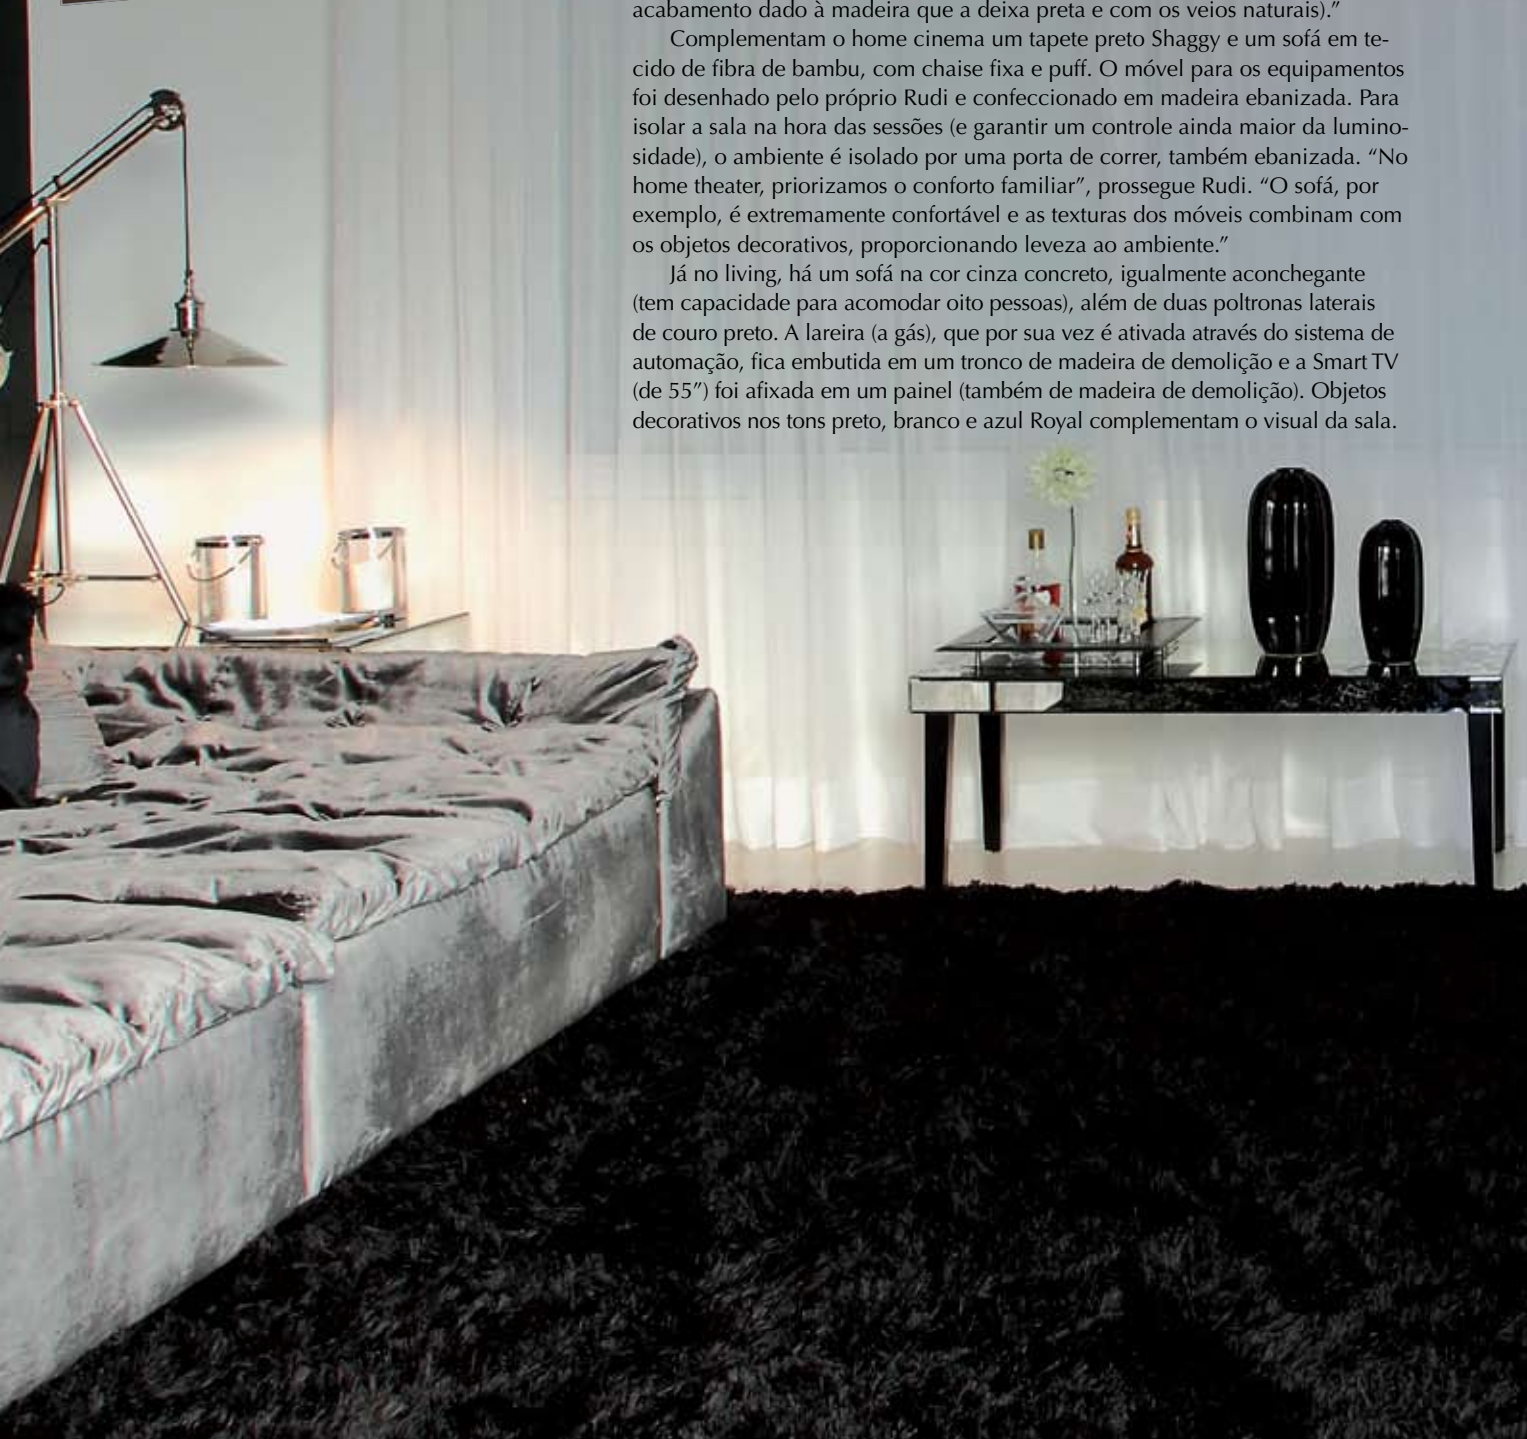 acabamento dado à madeira que a deixa preta e com os veios naturais).”
Complementam o home cinema um tapete preto Shaggy e um sofá em te-
cido de fibra de bambu, com chaise fixa e puff. O móvel para os equipamentos
foi desenhado pelo próprio Rudi e confeccionado em madeira ebanizada. Para
isolar a sala na hora das sessões (e garantir um controle ainda maior da lumino-
sidade), o ambiente é isolado por uma porta de correr, também ebanizada. “No
home theater, priorizamos o conforto familiar”, prossegue Rudi. “O sofá, por
exemplo, é extremamente confortável e as texturas dos móveis combinam com
os objetos decorativos, proporcionando leveza ao ambiente.”
Já no living, há um sofá na cor cinza concreto, igualmente aconchegante
(tem capacidade para acomodar oito pessoas), além de duas poltronas laterais
de couro preto. A lareira (a gás), que por sua vez é ativada através do sistema de
automação, fica embutida em um tronco de madeira de demolição e a Smart TV
(de 55”) foi afixada em um painel (também de madeira de demolição). Objetos
decorativos nos tons preto, branco e azul Royal complementam o visual da sala.